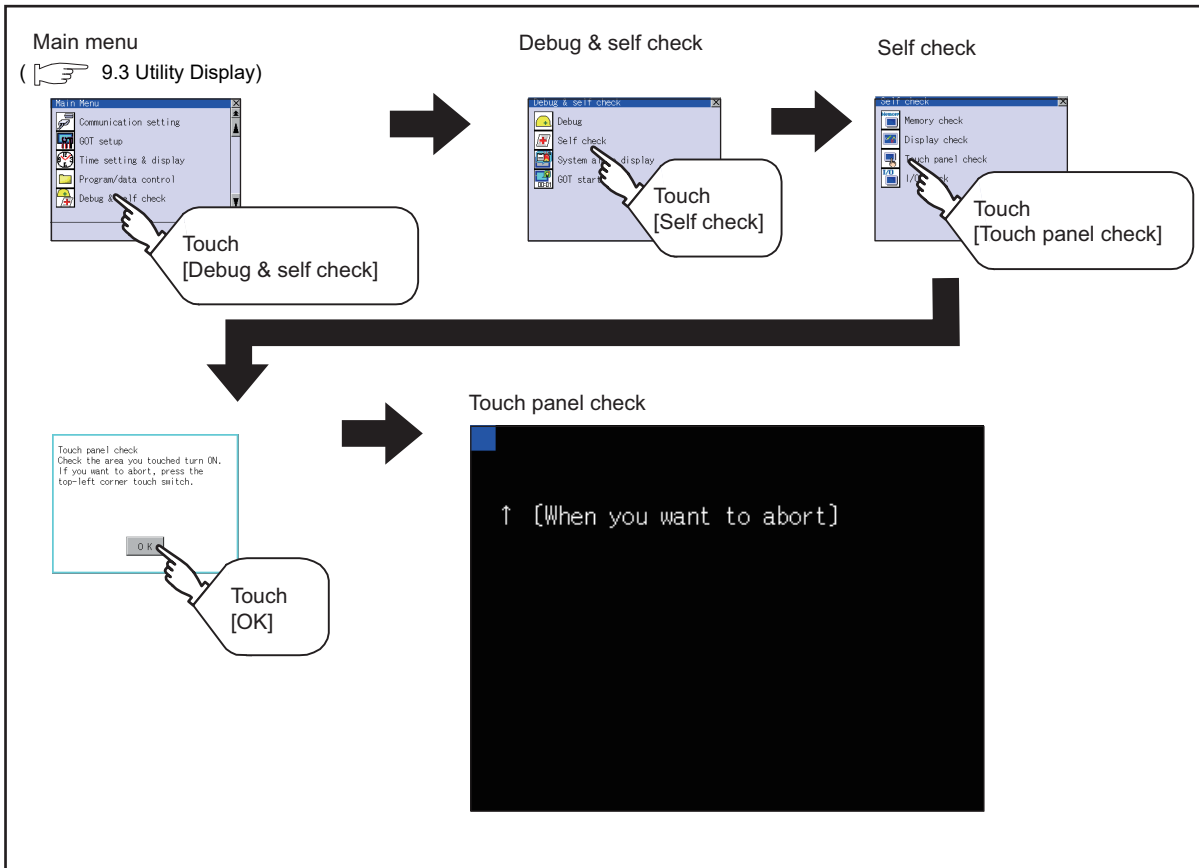 Main menu
( 9.3 Utility Display)
Main Menu
Communication setting
GOT setup
Time setting & display
Program/data control
Debug & self check
Touch
[Debug & self check]
Debug & self check
Debug & self check
Debug
Self check
System display
GOT start
Touch
[Self check]
Self check
Self check
Memory
Memory check
Display check
Touch panel check
I/O
I/O
Touch
[Touch panel check]
Touch panel check
Check the area you touched turn ON.
If you want to abort, press the
top-left corner touch switch.
OK
Touch
[OK]
Touch panel check
↑ [When you want to abort]